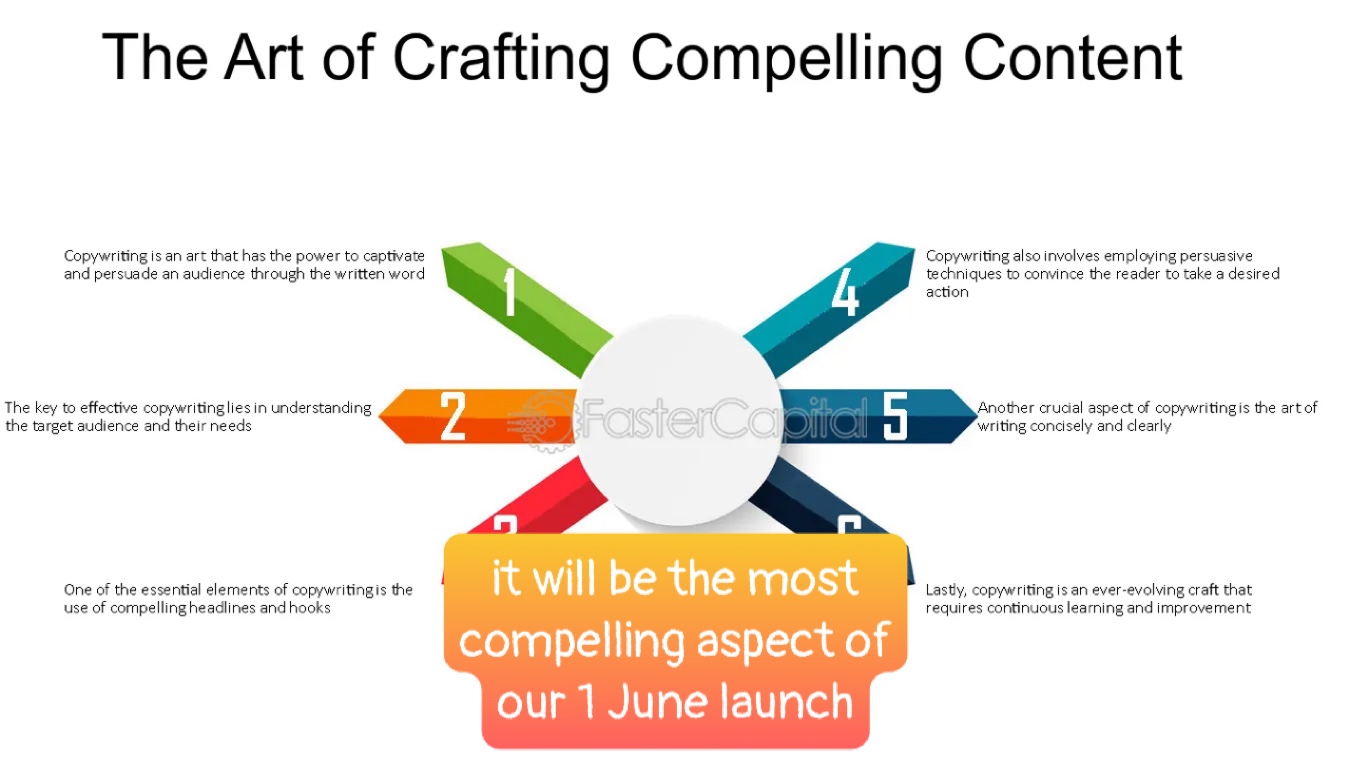 The Art of Crafting Compelling Content
Copywriting is an art that has the power to captivate
and persuade an audience through the written word
1
The key to effective copywriting lies in understanding
the target audience and their needs
2
One of the essential elements of copywriting is the
use of compelling headlines and hooks
3
4
Copywriting also involves employing persuasive
techniques to convince the reader to take a desired
action
5
Another crucial aspect of copywriting is the art of
writing concisely and clearly
6
Lastly, copywriting is an ever-evolving craft that
requires continuous learning and improvement
FasterCapital
it will be the most
compelling aspect of
our 1 June launch